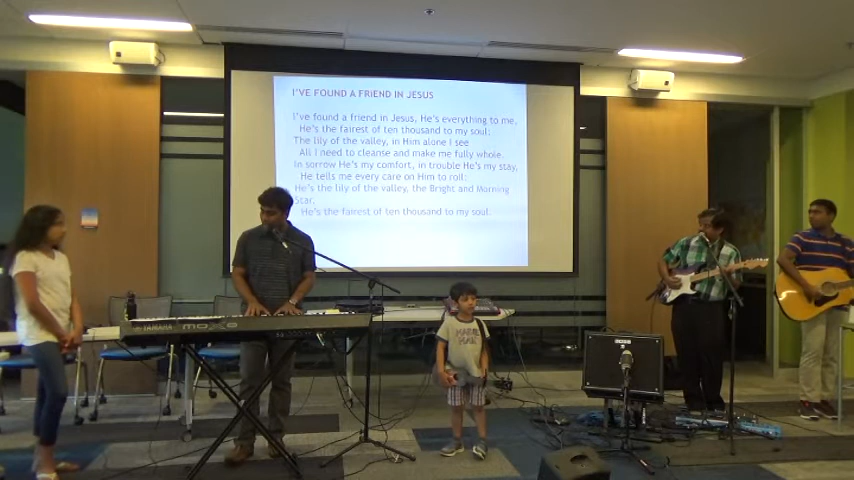 I'VE FOUND A FRIEND IN JESUS
I've found a friend in Jesus, He's everything to me,
He's the fairest of ten thousand to my soul;
The lily of the valley, in Him alone I see
All I need to cleanse and make me fully whole.
In sorrow He's my comfort, in trouble He's my stay,
He tells me every care on Him to roll:
He's the lily of the valley, the Bright and Morning
Star,
He's the fairest of ten thousand to my soul.
YAMAHA